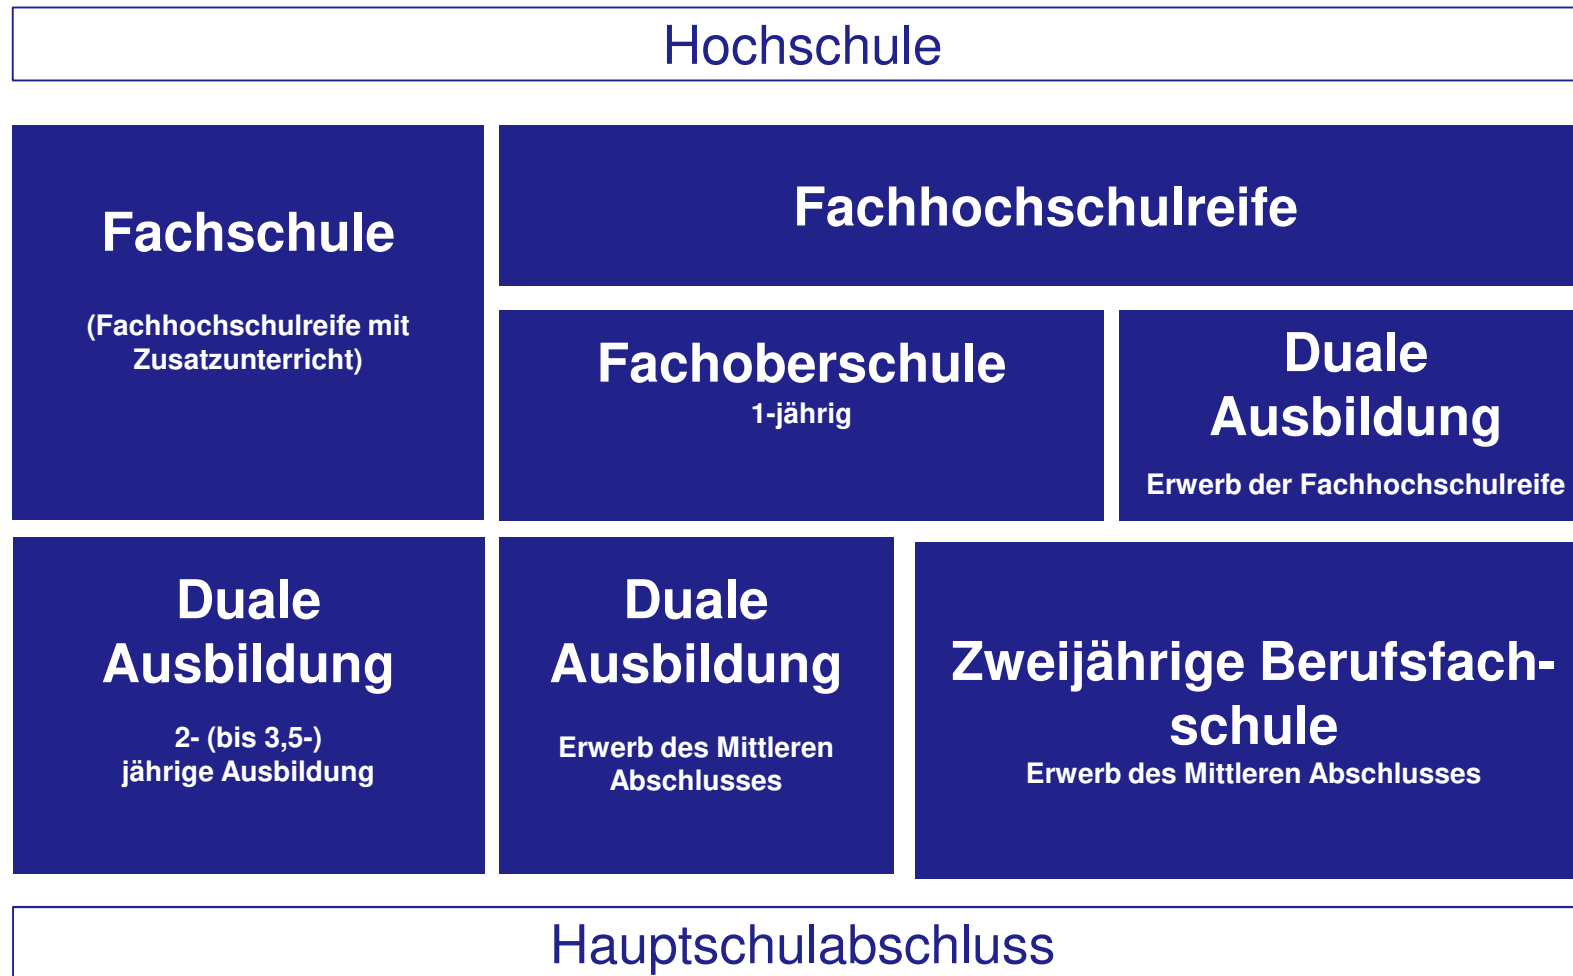 Hochschule
Fachschule
(Fachhochschulreife mit
Zusatzunterricht)
Fachhochschulreife
Fachoberschule
1-jährig
Duale
Ausbildung
Erwerb der Fachhochschulreife
Duale
Ausbildung
2- (bis 3,5-)
jährige Ausbildung
Duale
Ausbildung
Erwerb des Mittleren
Abschlusses
Zweijährige Berufsfach-
schule
Erwerb des Mittleren Abschlusses
Hauptschulabschluss